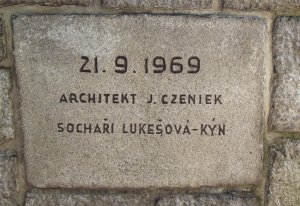 21. 9. 1969
ARCHITEKT J. CZENIEK
SOCHAŘI LUKEŠOVÁ-KÝN